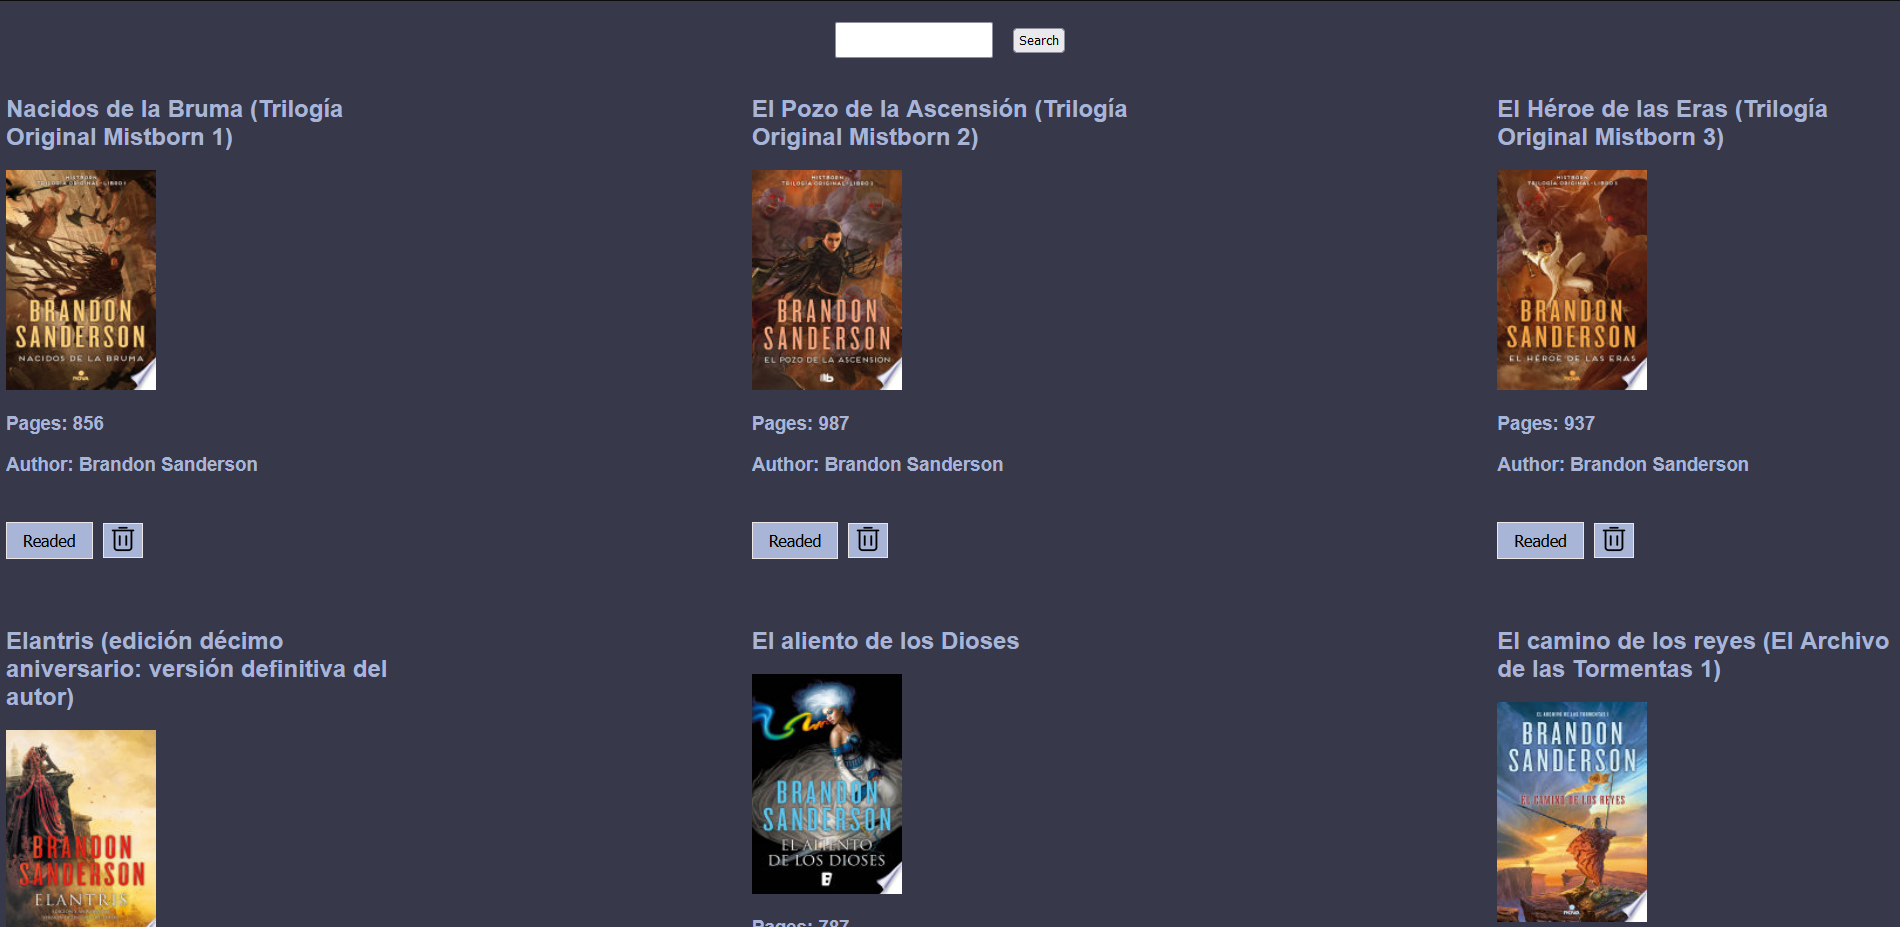 Search
Nacidos de la Bruma (Trilogía
Original Mistborn 1)
MISTBORN
TRILOGÍA ORIGINAL · LIBRO 1
BRANDON
SANDERSON
NACIDOS DE LA BRUMA
NOVA
Pages: 856
Author: Brandon Sanderson
Readed
El Pozo de la Ascensión (Trilogía
Original Mistborn 2)
MISTBORN
TRILOGÍA ORIGINAL · LIBRO 2
BRANDON
SANDERSON
EL POZO DE LA ASCENSIÓN
Pages: 987
Author: Brandon Sanderson
Readed
El Héroe de las Eras (Trilogía
Original Mistborn 3)
MISTBORN
TRILOGÍA ORIGINAL · LIBRO 3
BRANDON
SANDERSON
EL HÉROE DE LAS ERAS
NOVA
Pages: 937
Author: Brandon Sanderson
Readed
Elantris (edición décimo
aniversario: versión definitiva del
autor)
BRANDON
SANDERSON
ELANTRIS
El aliento de los Dioses
BRANDON
SANDERSON
EL ALIENTO
DE LOS DIOSES
B
Pages: 787
El camino de los reyes (El Archivo
de las Tormentas 1)
EL ARCHIVO DE LAS TORMENTAS 1
BRANDON
SANDERSON
EL CAMINO DE LOS REYES
NOVA